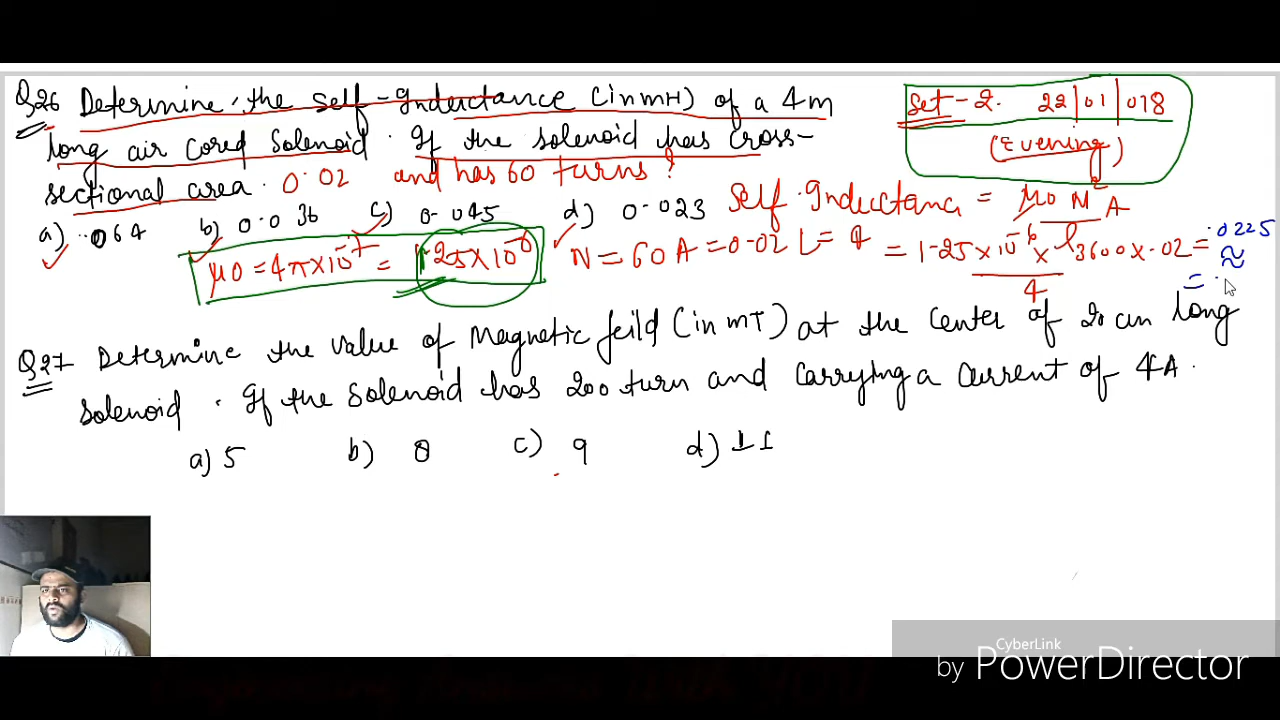 Q26 Determine the self-Inductance (in mH) of a 4m
long air cored Solenoid. If the solenoid has cross-
sectional area. 0.02 and has 60 turns?
a) .064 b) 0.036 c) 0.045 d) 0.023
Set-2. 22/01/018
(Evening)
Self Inductance = μ0 N² A
l
μ0 = 4π×10⁻⁷ = 1.25×10⁻⁶
N = 60 A = 0.02 L = 4
= 1.25×10⁻⁶ × 3600×.02 = .0225
4
≈
= .
Q27 Determine the value of Magnetic feild (in mT) at the center of 20 cm long
solenoid. If the solenoid has 200 turn and carrying a current of 4A.
a) 5 b) 8 c) 9 d) 11
CyberLink
by PowerDirector